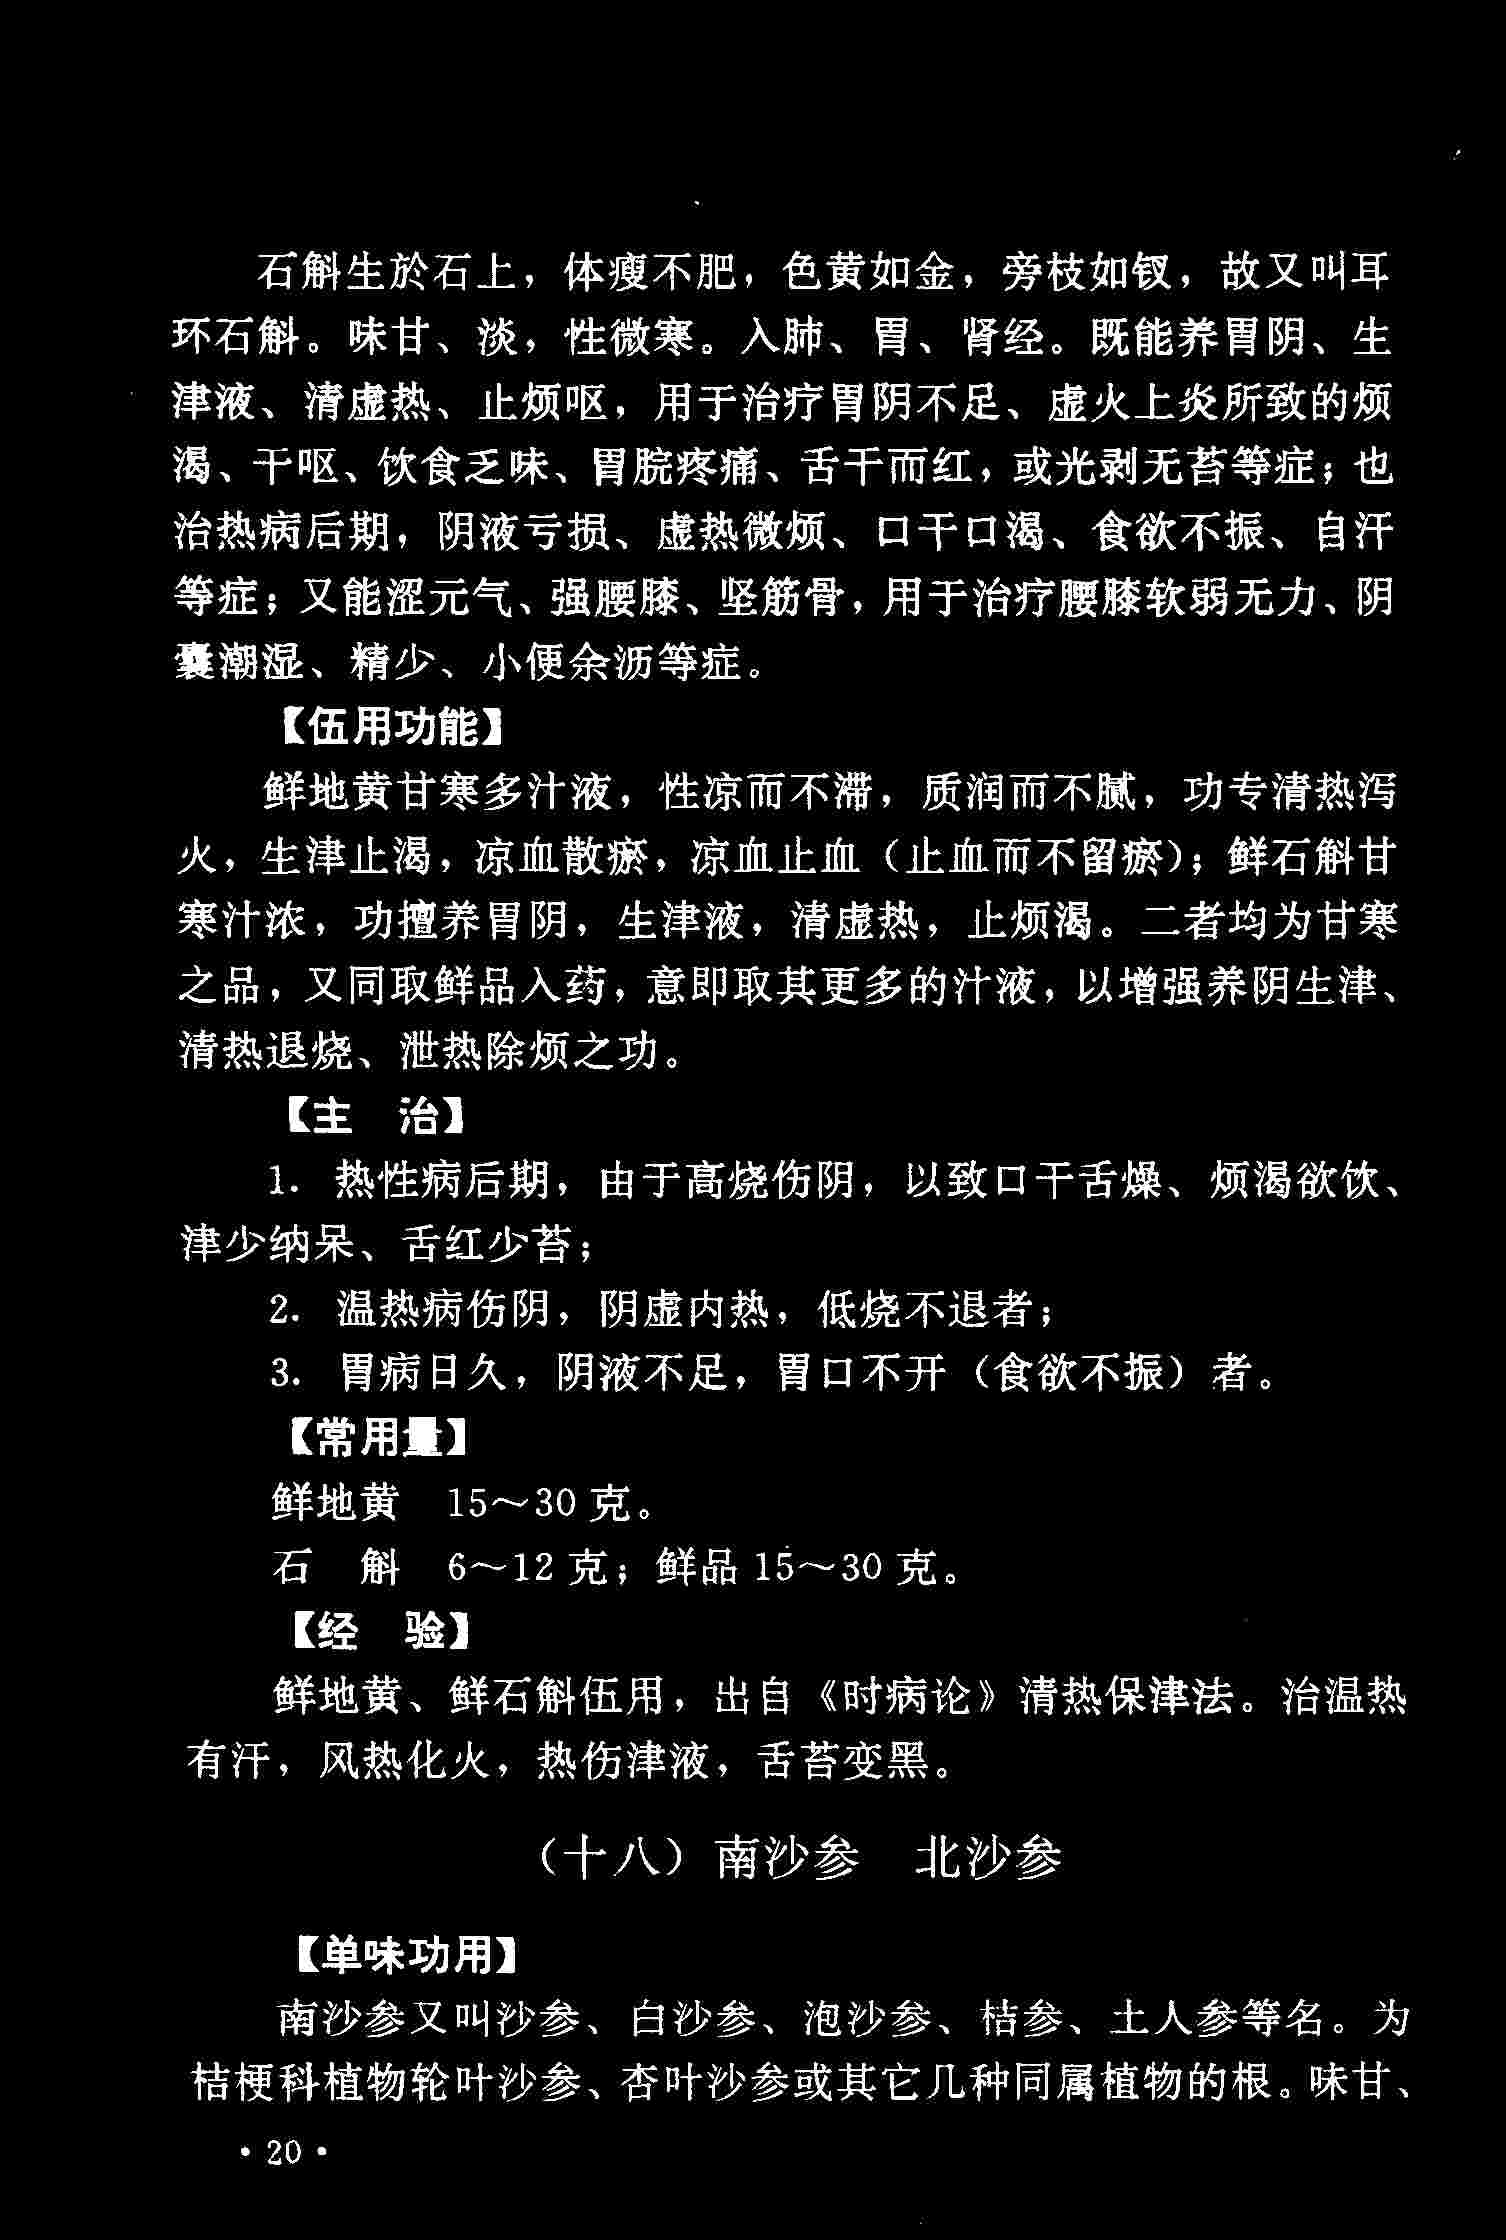 石斛生於石上，体瘦不肥，色黄如金，旁枝如钗，故又叫耳
环石斛。味甘、淡，性微寒。入肺、胃、肾经。既能养胃阴、生
津液、清虚热、止烦呕，用于治疗胃阴不足、虚火上炎所致的烦
渴、干呕、饮食乏味、胃脘疼痛、舌干而红，或光剥无苔等症；也
治热病后期，阴液亏损、虚热微烦、口干口渴、食欲不振、自汗
等症；又能涩元气、强腰膝、坚筋骨，用于治疗腰膝软弱无力、阴
囊潮湿、精少、小便余沥等症。
【伍用功能】
鲜地黄甘寒多汁液，性凉而不滞，质润而不腻，功专清热泻
火，生津止渴，凉血散瘀，凉血止血（止血而不留瘀）；鲜石斛甘
寒汁浓，功擅养胃阴，生津液，清虚热，止烦渴。二者均为甘寒
之品，又同取鲜品入药，意即取其更多的汁液，以增强养阴生津、
清热退烧、泄热除烦之功。
【主　治】
1. 热性病后期，由于高烧伤阴，以致口干舌燥、烦渴欲饮、
津少纳呆、舌红少苔；
2. 温热病伤阴，阴虚内热，低烧不退者；
3. 胃病日久，阴液不足，胃口不开（食欲不振）者。
【常用量】
鲜地黄　15～30 克。
石　斛　6～12 克；鲜品 15～30 克。
【经　验】
鲜地黄、鲜石斛伍用，出自《时病论》清热保津法。治温热
有汗，风热化火，热伤津液，舌苔变黑。
（十八）南沙参　北沙参
【单味功用】
南沙参又叫沙参、白沙参、泡沙参、桔参、土人参等名。为
桔梗科植物轮叶沙参、杏叶沙参或其它几种同属植物的根。味甘、
· 20 ·